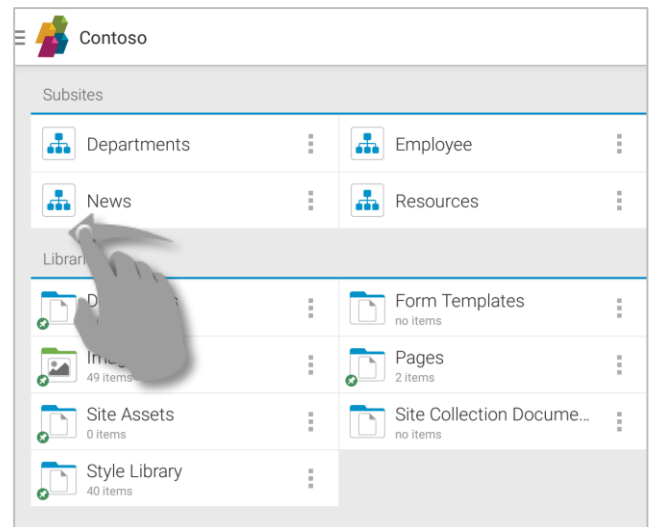 Contoso
Subsites
Departments
Employee
News
Resources
Form Templates
no items
49 items
Pages
2 items
Site Assets
0 items
Site Collection Docume...
no items
Style Library
40 items